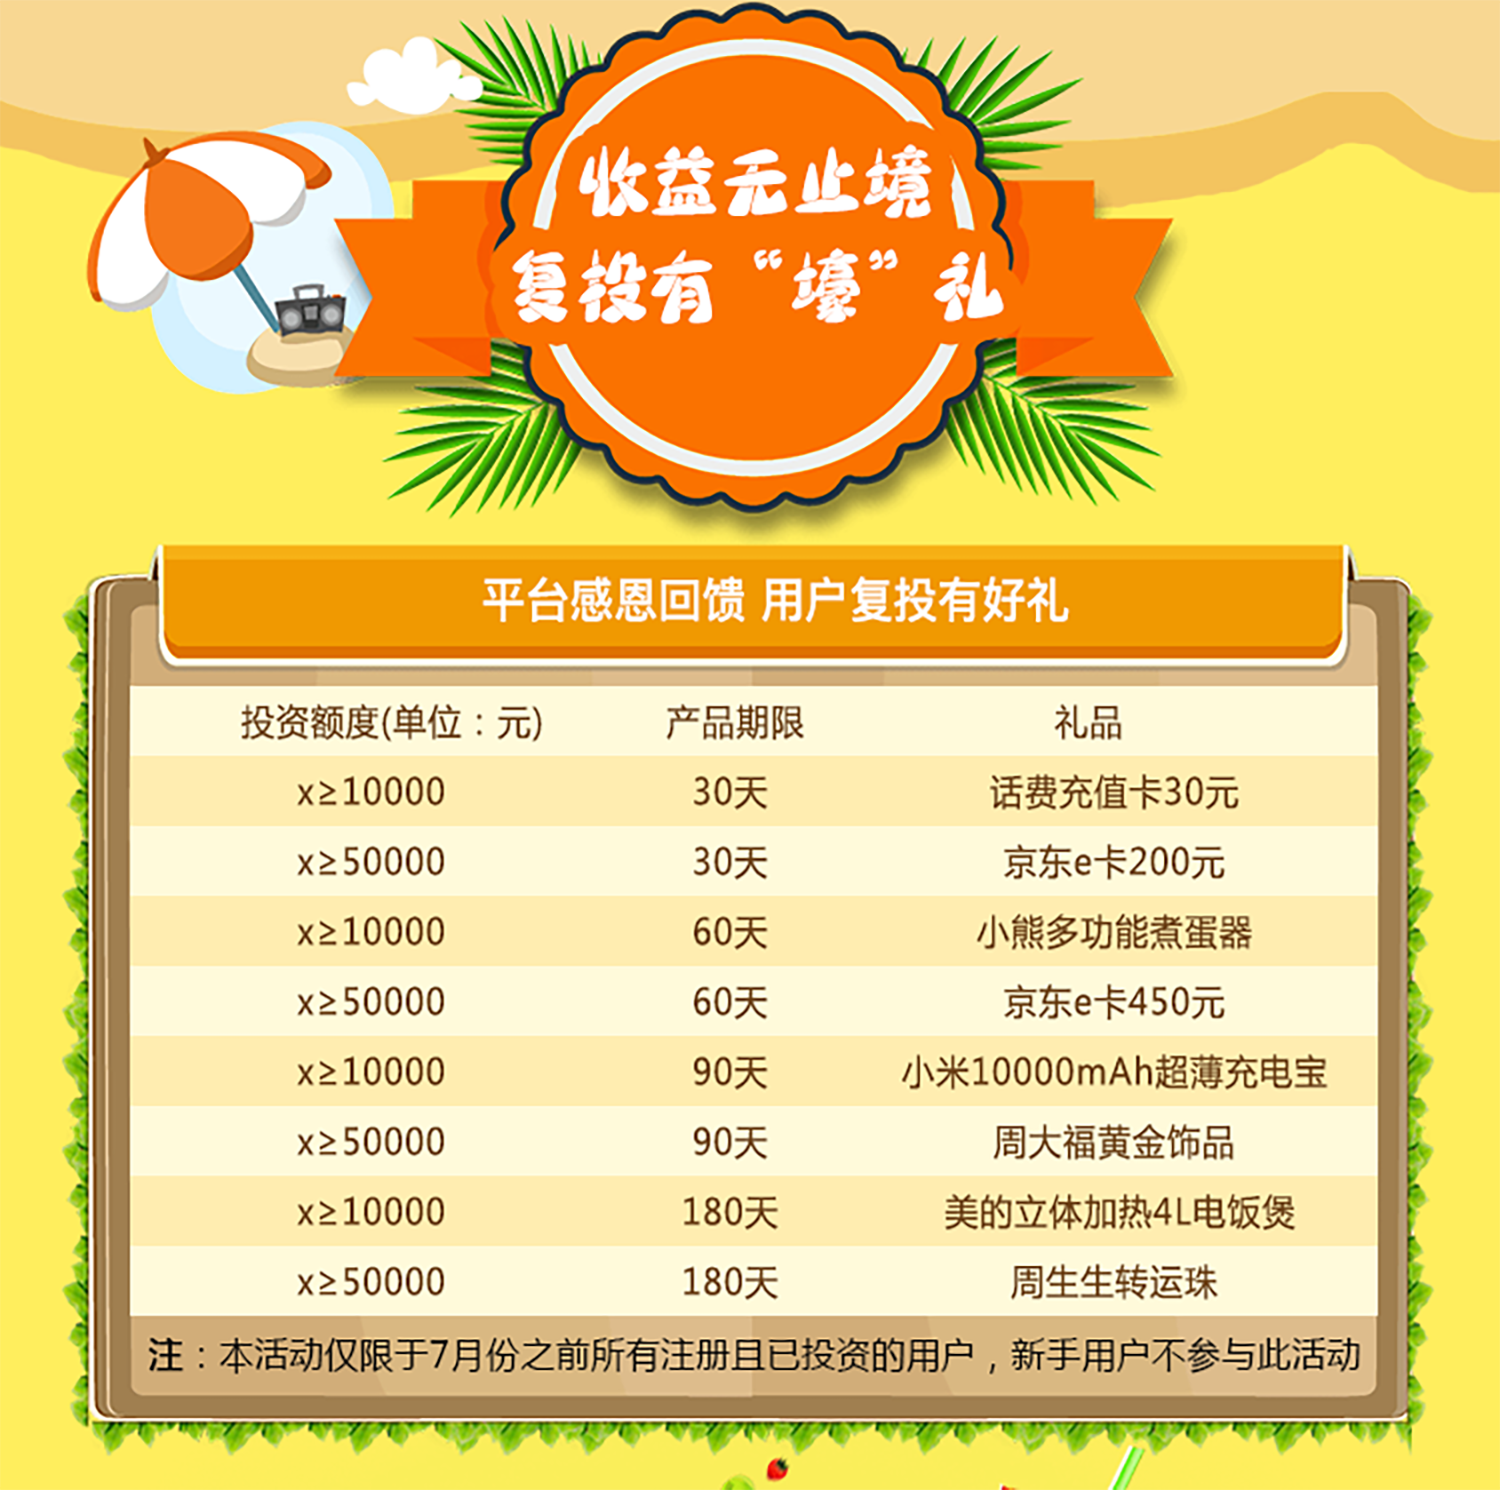 收益无止境
复投有“壕”礼
平台感恩回馈 用户复投有好礼
投资额度(单位：元) 产品期限 礼品
x≥10000 30天 话费充值卡30元
x≥50000 30天 京东e卡200元
x≥10000 60天 小熊多功能煮蛋器
x≥50000 60天 京东e卡450元
x≥10000 90天 小米10000mAh超薄充电宝
x≥50000 90天 周大福黄金饰品
x≥10000 180天 美的立体加热4L电饭煲
x≥50000 180天 周生生转运珠
注：本活动仅限于7月份之前所有注册且已投资的用户，新手用户不参与此活动